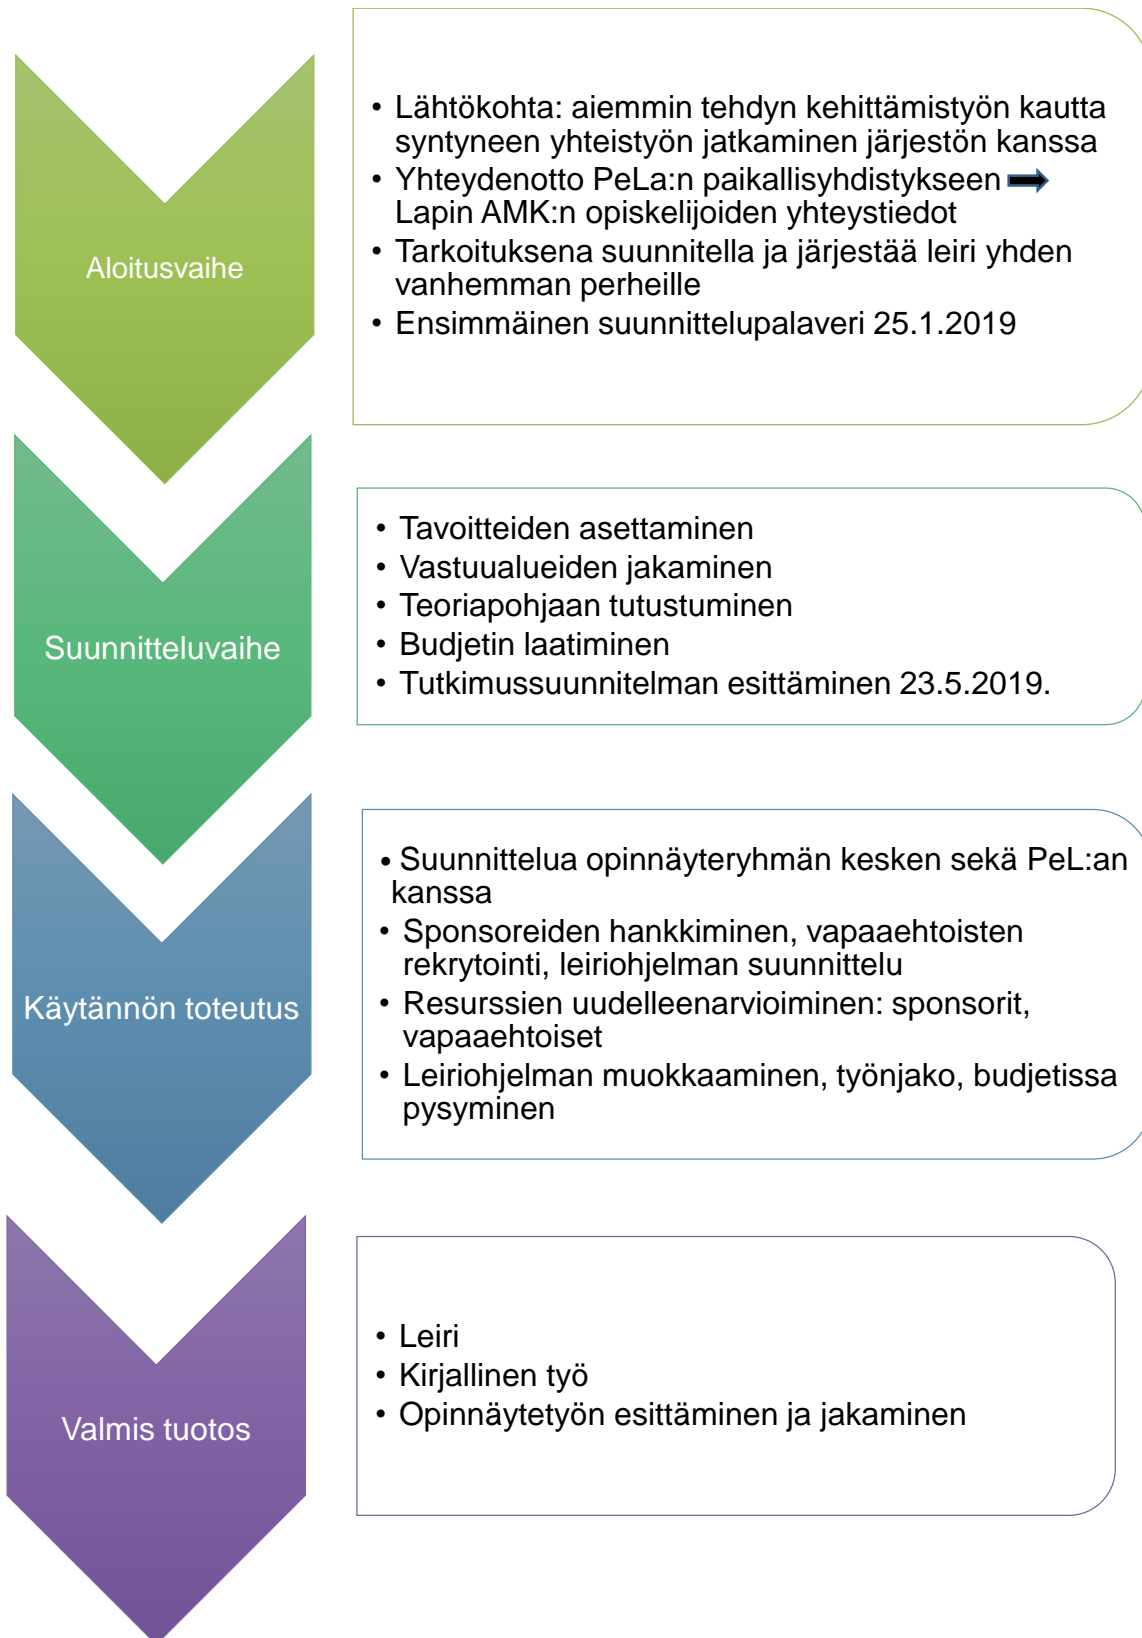 Aloitusvaihe
• Lähtökohta: aiemmin tehdyn kehittämistyön kautta
syntyneen yhteistyön jatkaminen järjestön kanssa
• Yhteydenotto PeLa:n paikallisyhdistykseen ➡
Lapin AMK:n opiskelijoiden yhteystiedot
• Tarkoituksena suunnitella ja järjestää leiri yhden
vanhemman perheille
• Ensimmäinen suunnittelupalaveri 25.1.2019
Suunnitteluvaihe
• Tavoitteiden asettaminen
• Vastuualueiden jakaminen
• Teoriapohjaan tutustuminen
• Budjetin laatiminen
• Tutkimussuunnitelman esittäminen 23.5.2019.
Käytännön toteutus
• Suunnittelua opinnäyteryhmän kesken sekä PeL:an
kanssa
• Sponsoreiden hankkiminen, vapaaehtoisten
rekrytointi, leiriohjelman suunnittelu
• Resurssien uudelleenarvioiminen: sponsorit,
vapaaehtoiset
• Leiriohjelman muokkaaminen, työnjako, budjetissa
pysyminen
Valmis tuotos
• Leiri
• Kirjallinen työ
• Opinnäytetyön esittäminen ja jakaminen